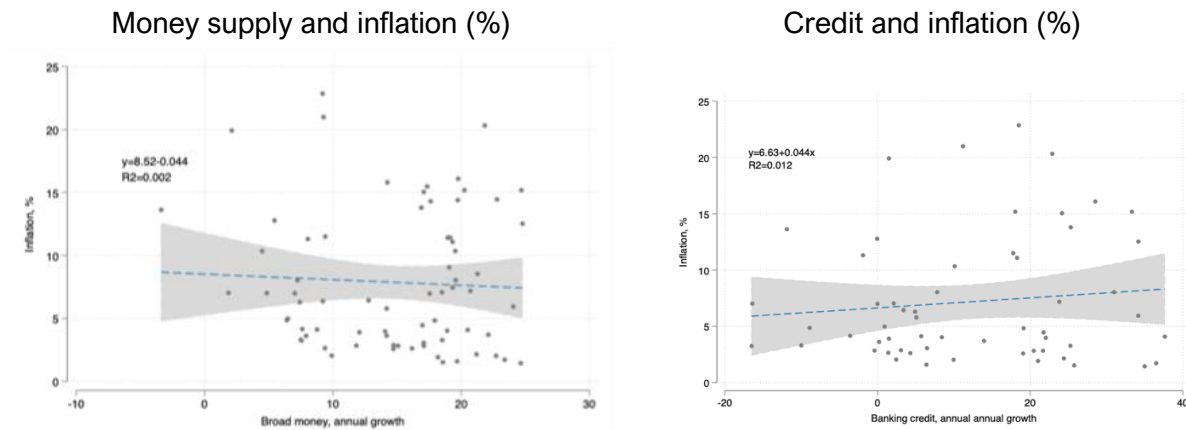 Money supply and inflation (%)
25
20
15
10
5
0
Inflation, %
y=8.52-0.044
R2=0.002
-10
0
10
20
30
Broad money, annual growth
Credit and inflation (%)
25
20
15
10
5
0
Inflation, %
y=6.63+0.044x
R2=0.012
-20
0
20
40
Banking credit, annual annual growth